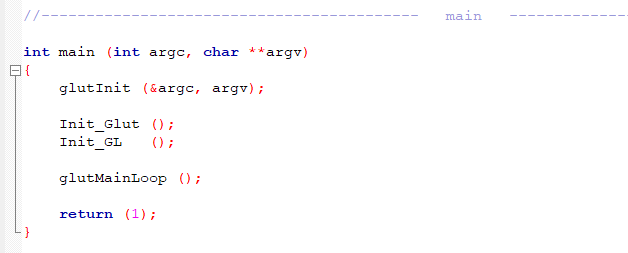 //------------------------------------------   main   -------------
int main (int argc, char **argv)
{
    glutInit (&argc, argv);
    Init_Glut ();
    Init_GL   ();
    glutMainLoop ();
    return (1);
}